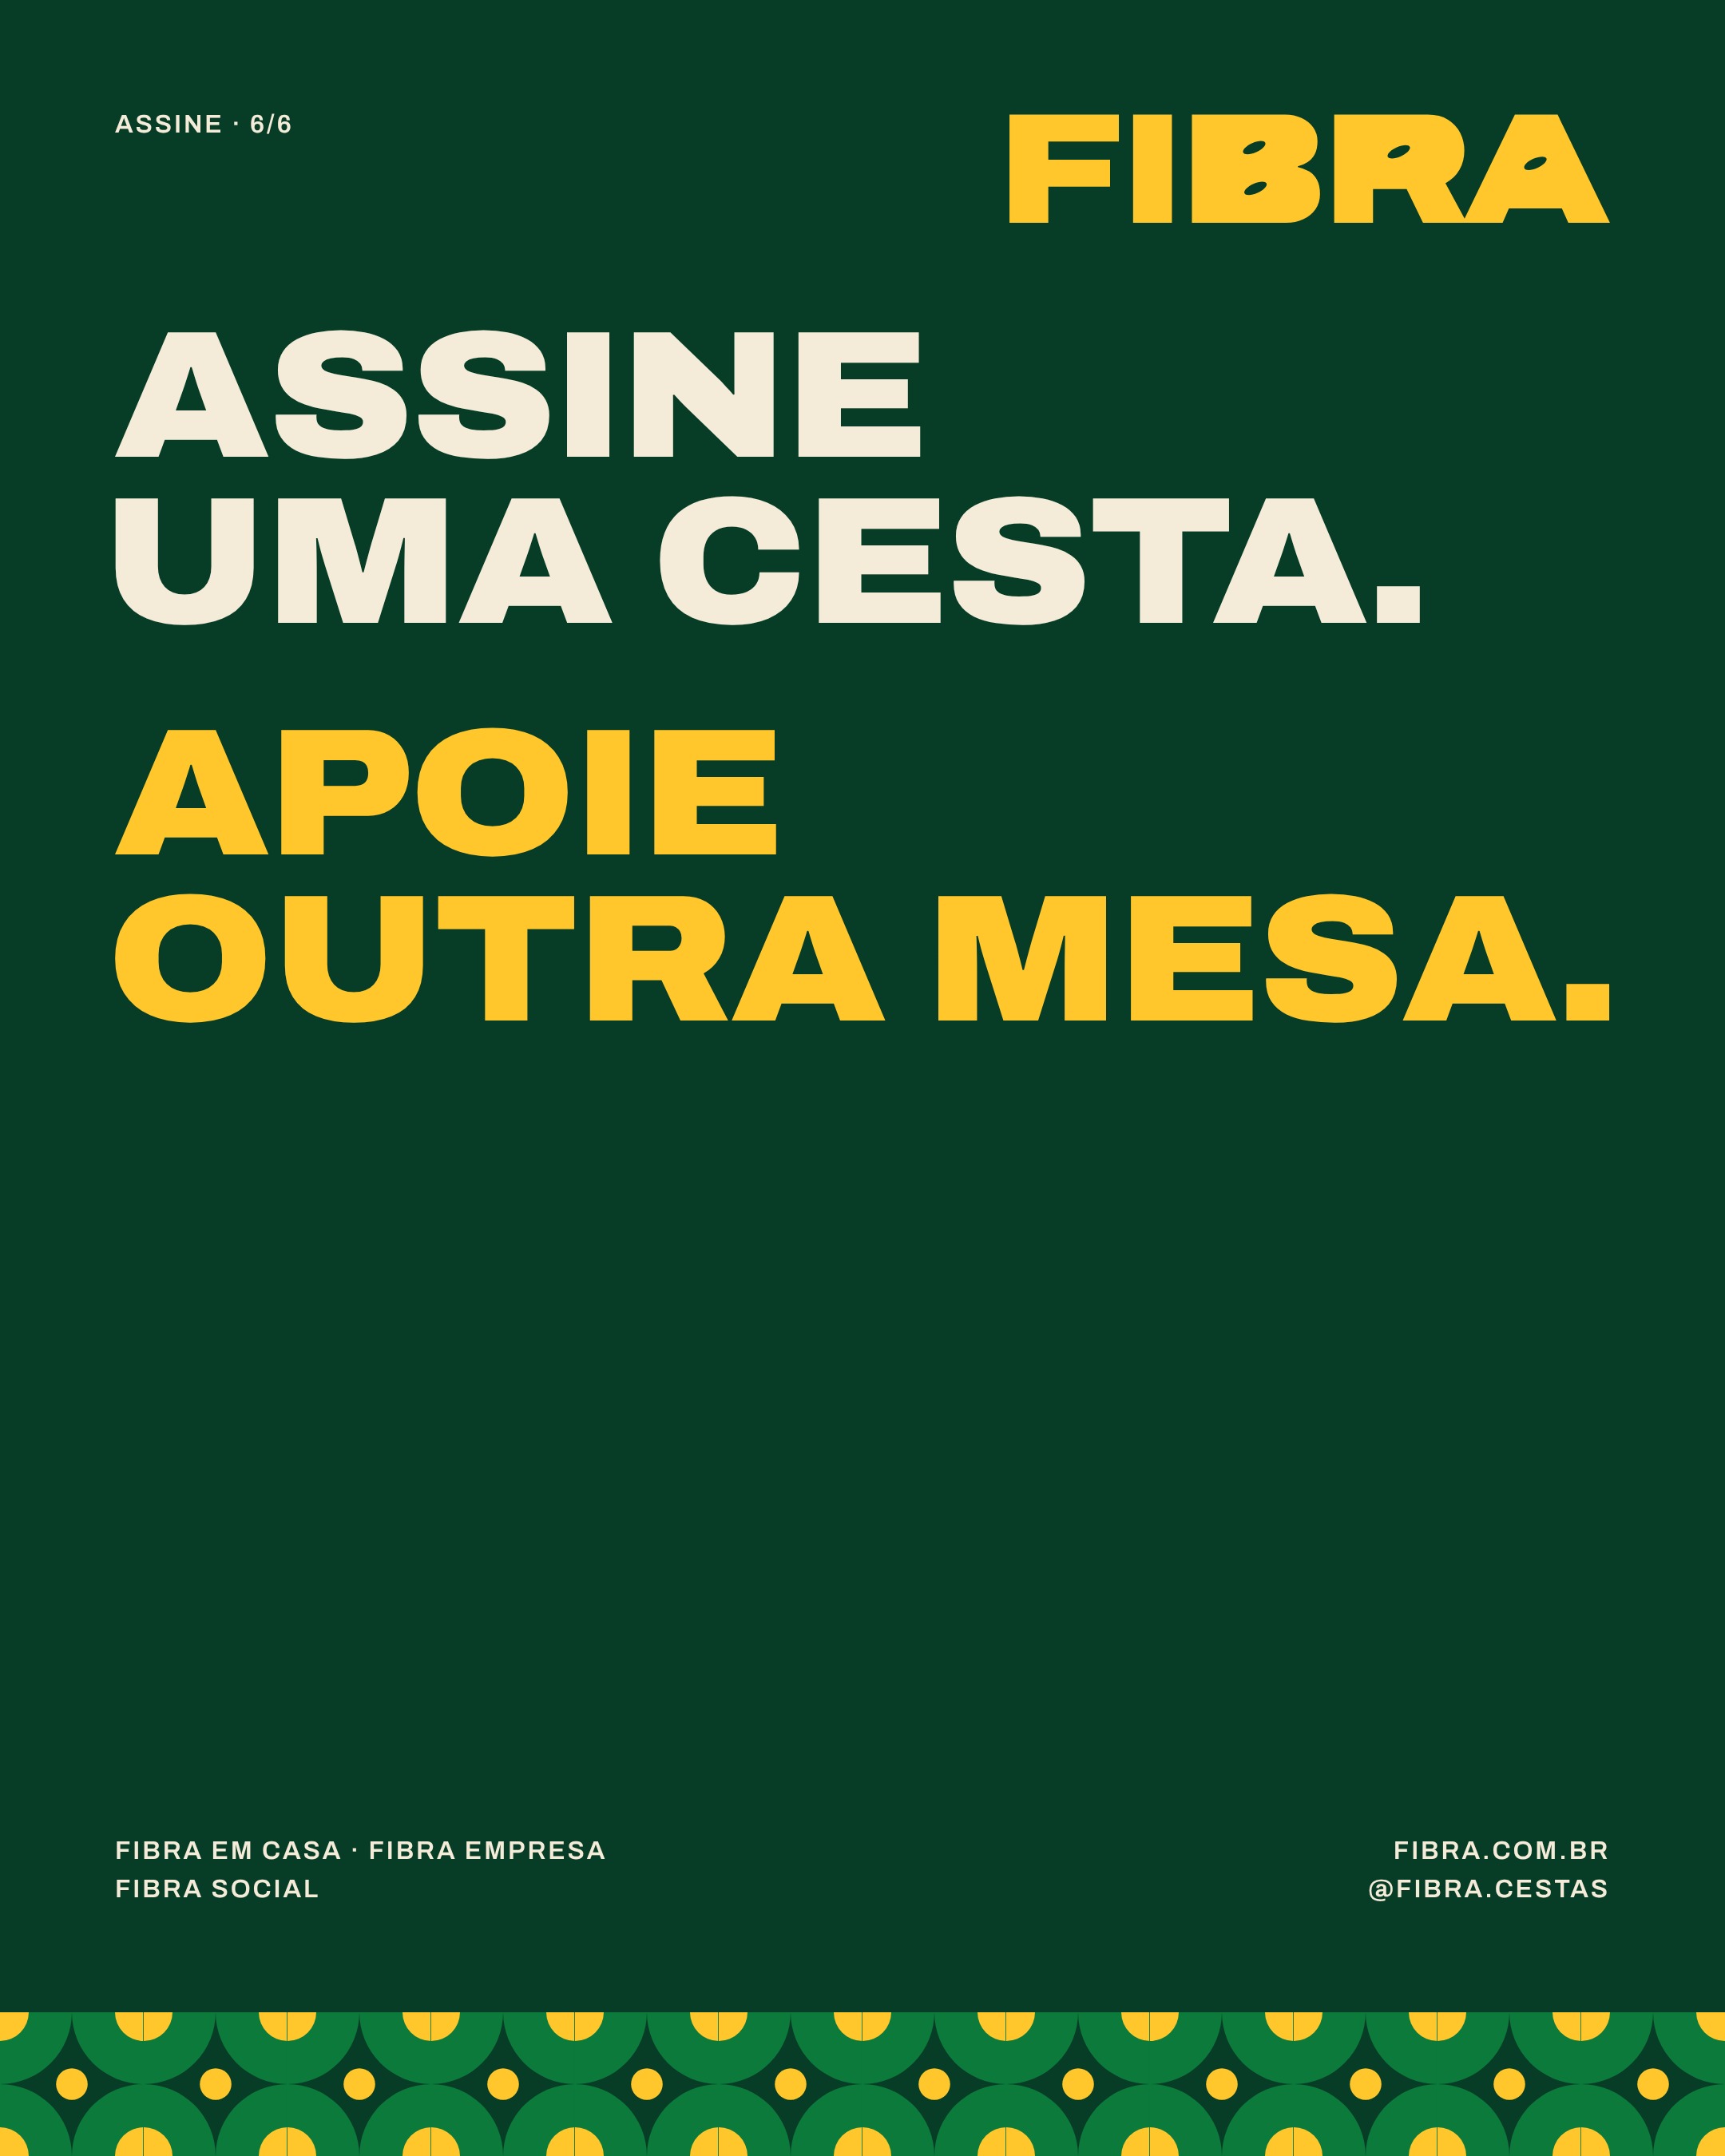 ASSINE · 6/6
FIBRA
ASSINE
UMA CESTA.
APOIE
OUTRA MESA.
FIBRA EM CASA · FIBRA EMPRESA
FIBRA SOCIAL
FIBRA.COM.BR
@FIBRA.CESTAS